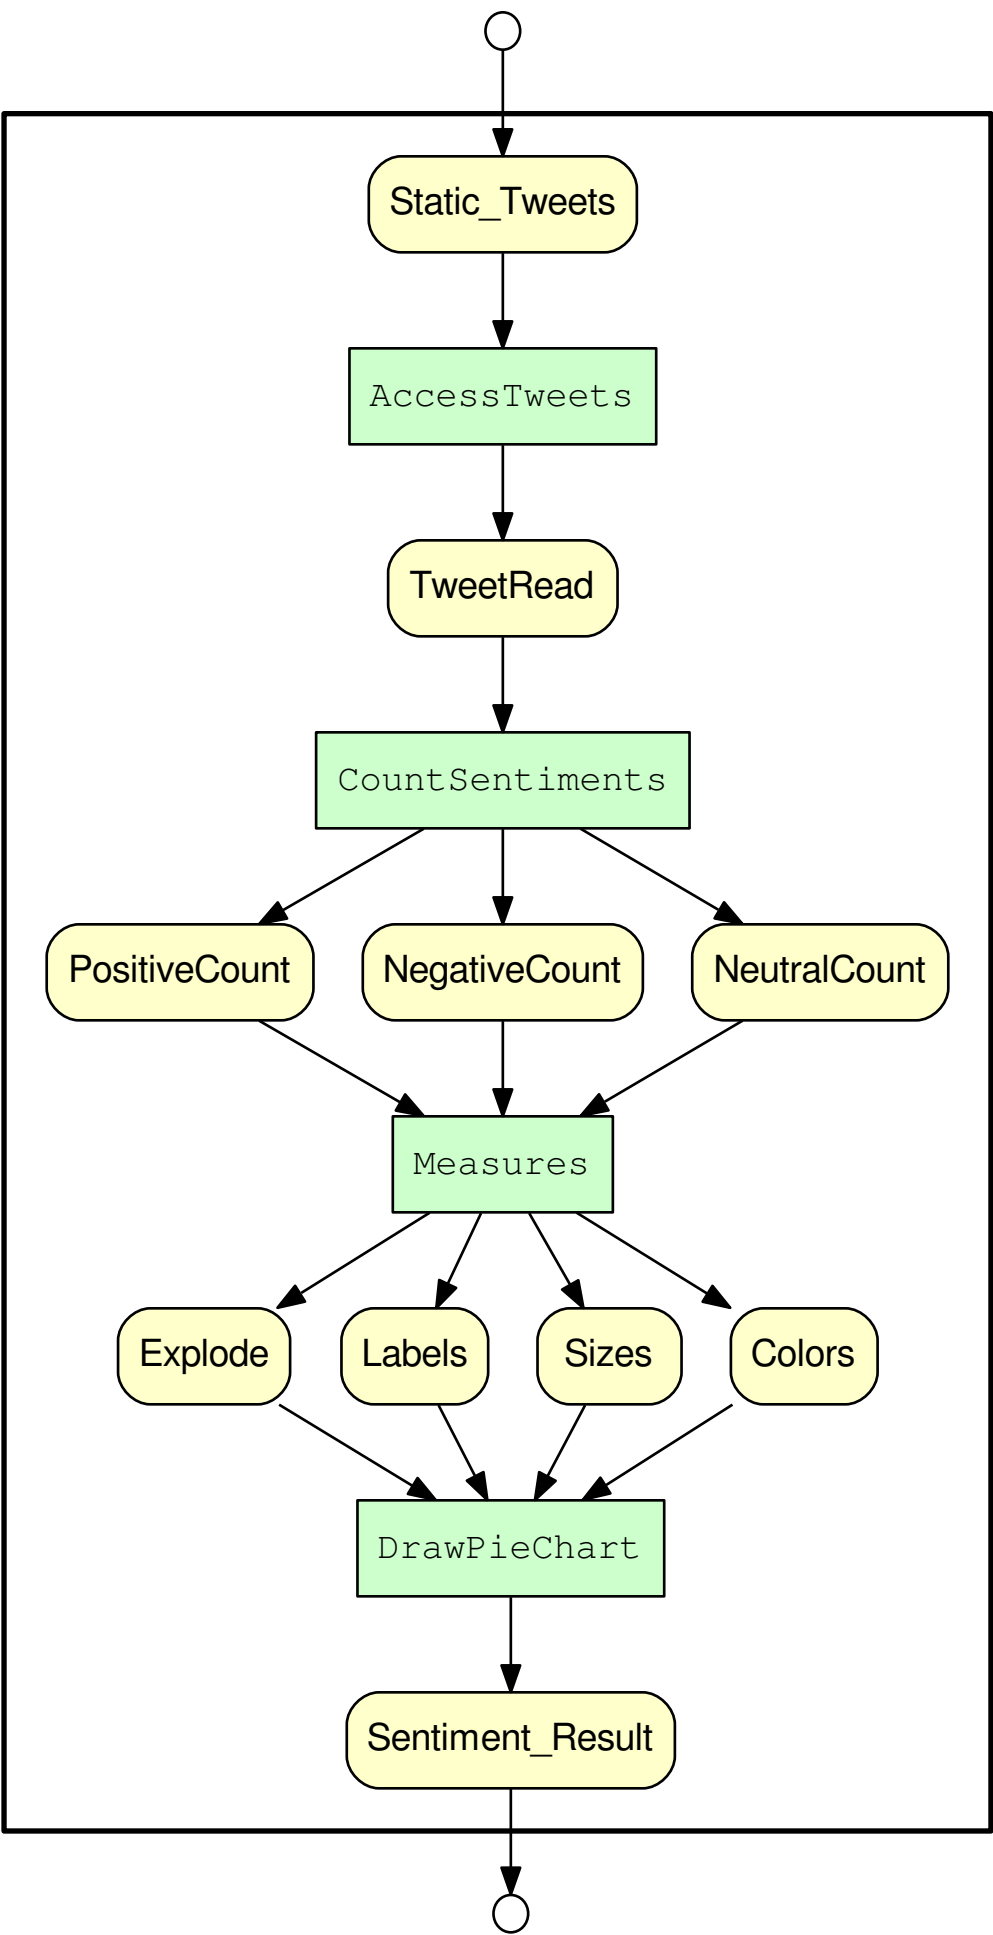 Static_Tweets
AccessTweets
TweetRead
CountSentiments
PositiveCount
NegativeCount
NeutralCount
Measures
Explode
Labels
Sizes
Colors
DrawPieChart
Sentiment_Result